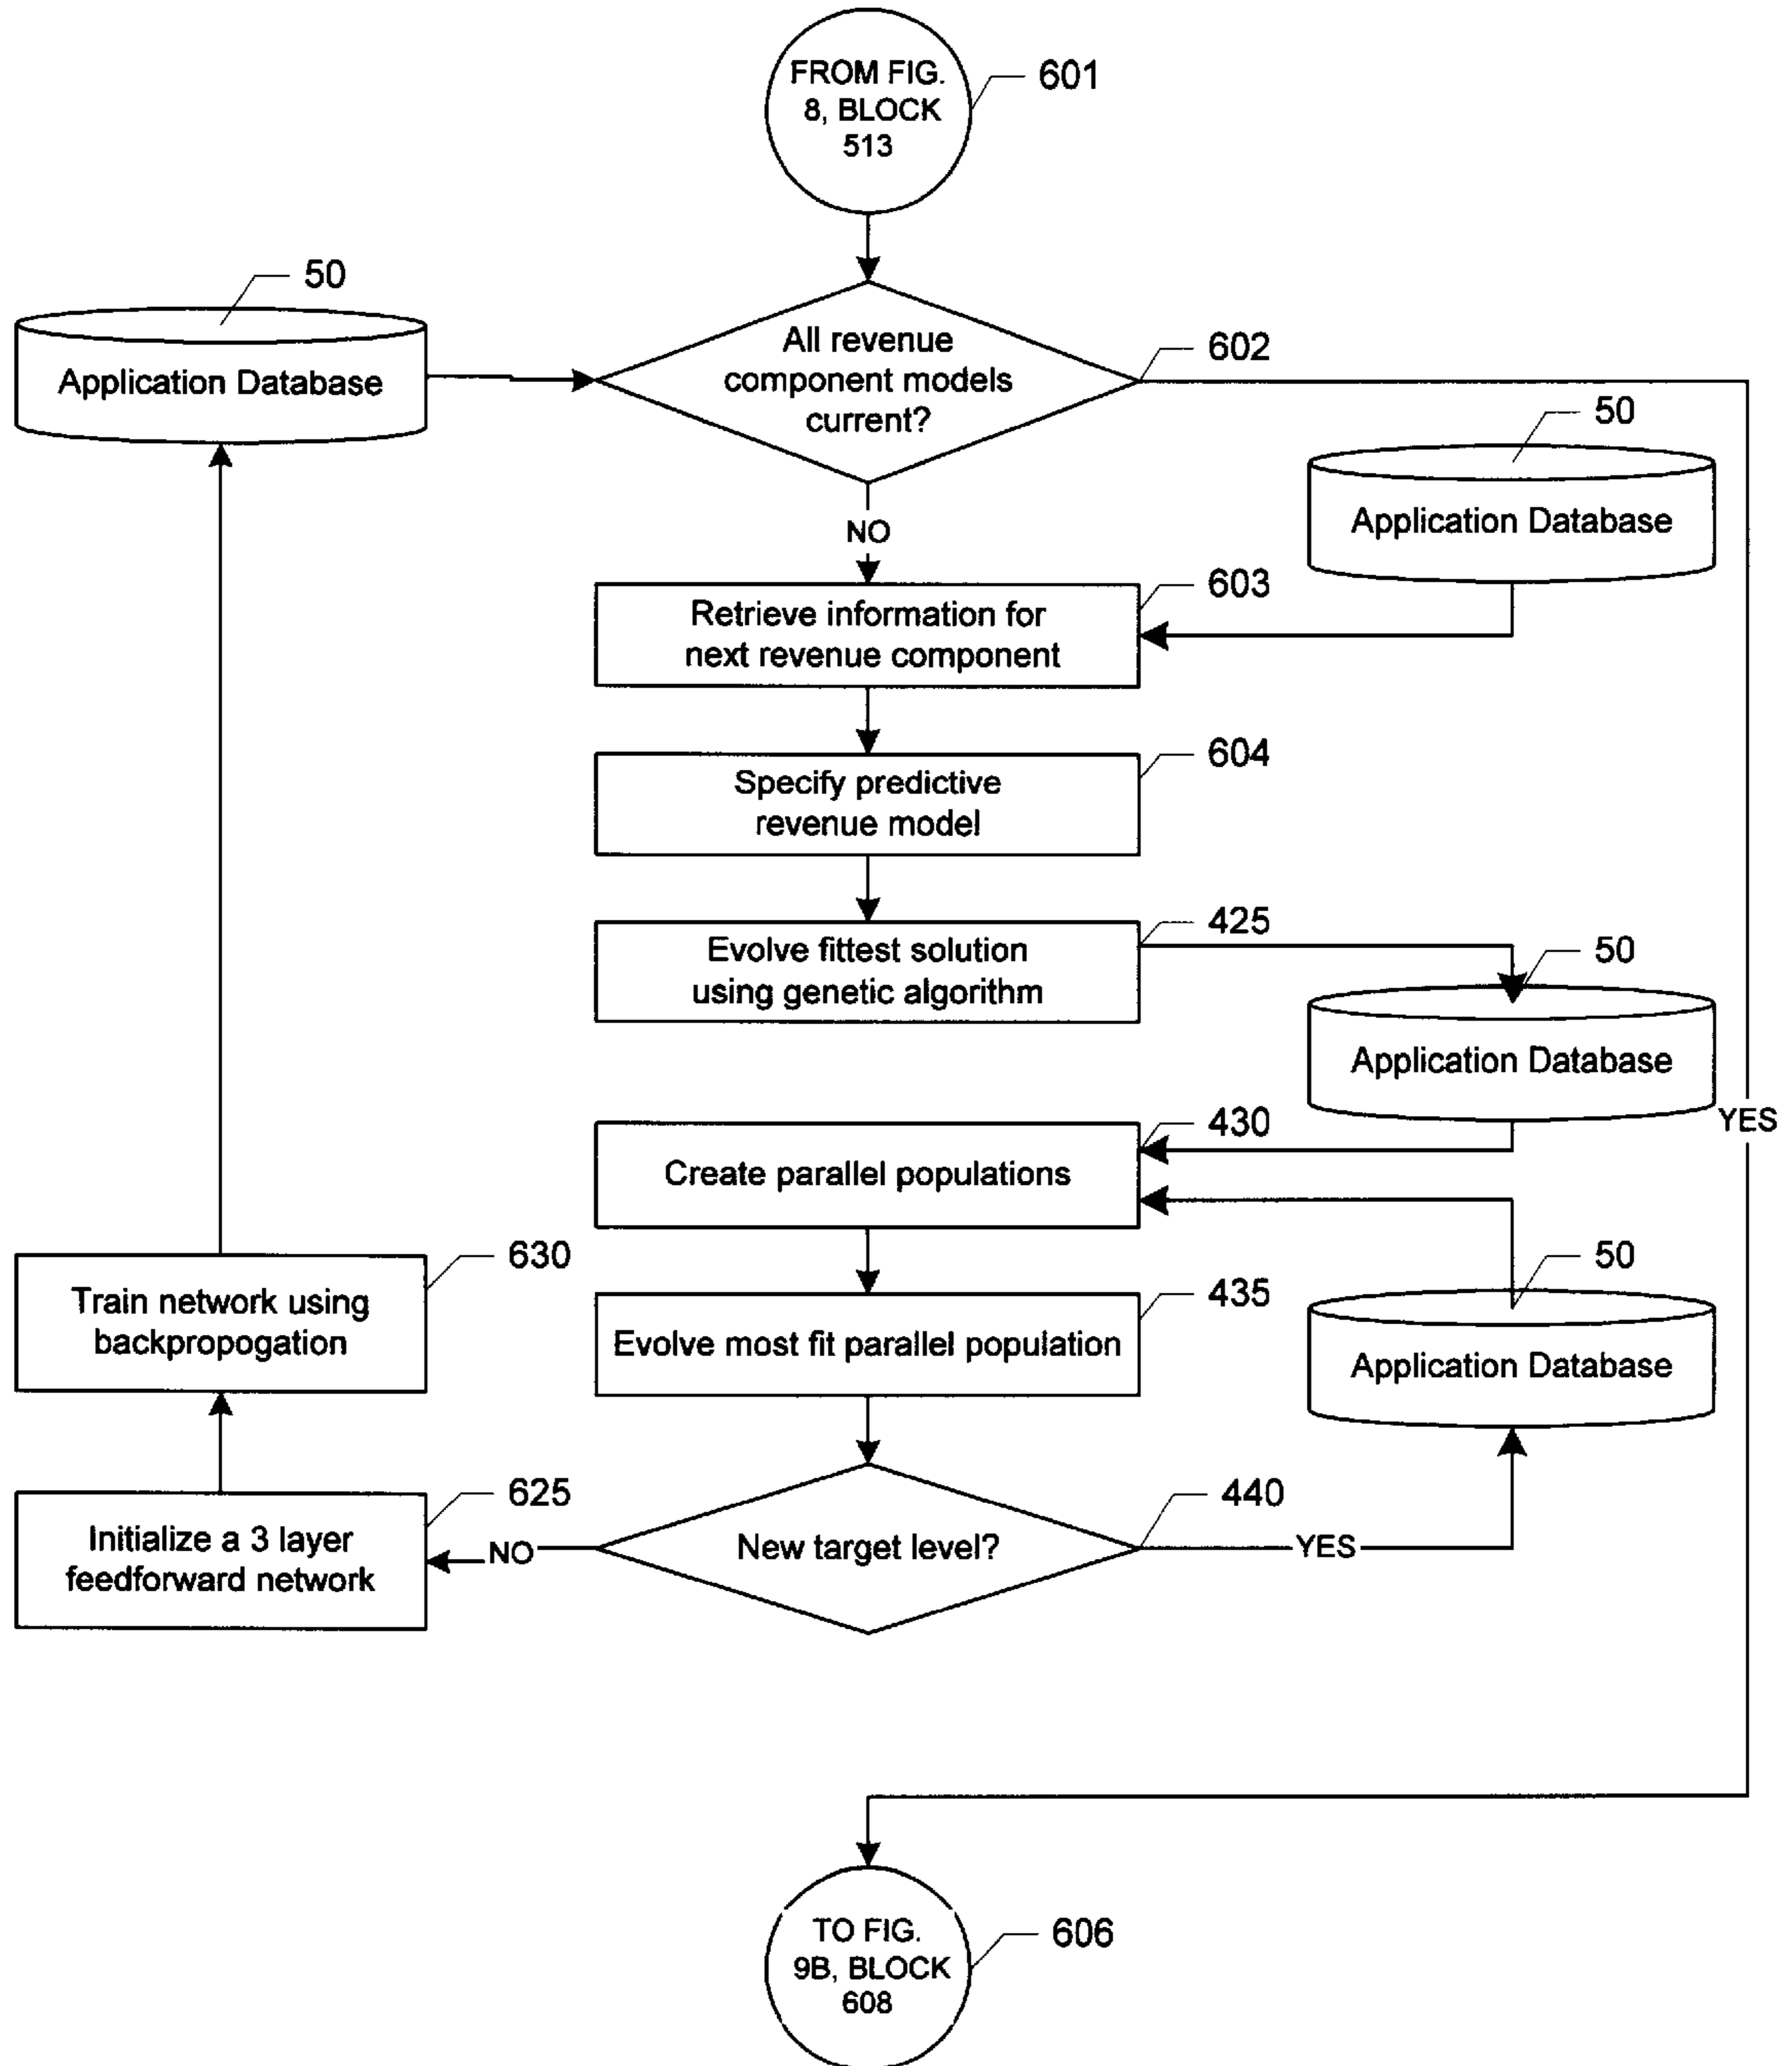 FROM FIG.
8, BLOCK
513
601
50
Application Database
All revenue
component models
current?
602
50
Application Database
NO
603
Retrieve information for
next revenue component
604
Specify predictive
revenue model
425
Evolve fittest solution
using genetic algorithm
50
Application Database
YES
430
Create parallel populations
630
Train network using
backpropogation
435
Evolve most fit parallel population
50
Application Database
625
Initialize a 3 layer
feedforward network
NO
440
New target level?
YES
TO FIG.
9B, BLOCK
608
606